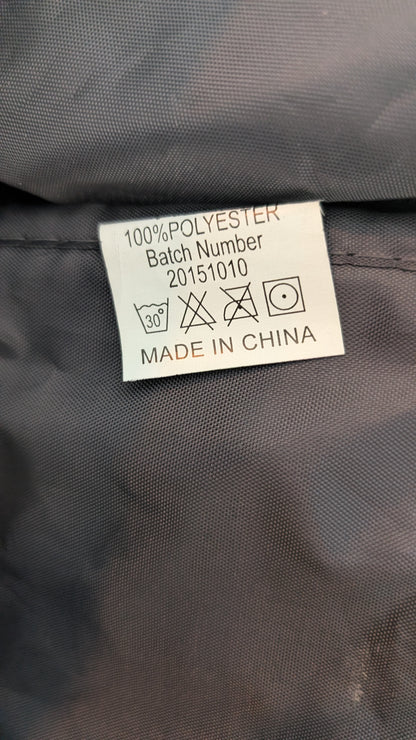 100%POLYESTER
Batch Number
20151010
30°
MADE IN CHINA